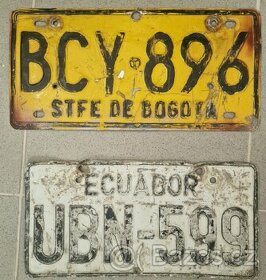 BCY 896
STFE DE BOGOTA
ECUADOR
UBN-599